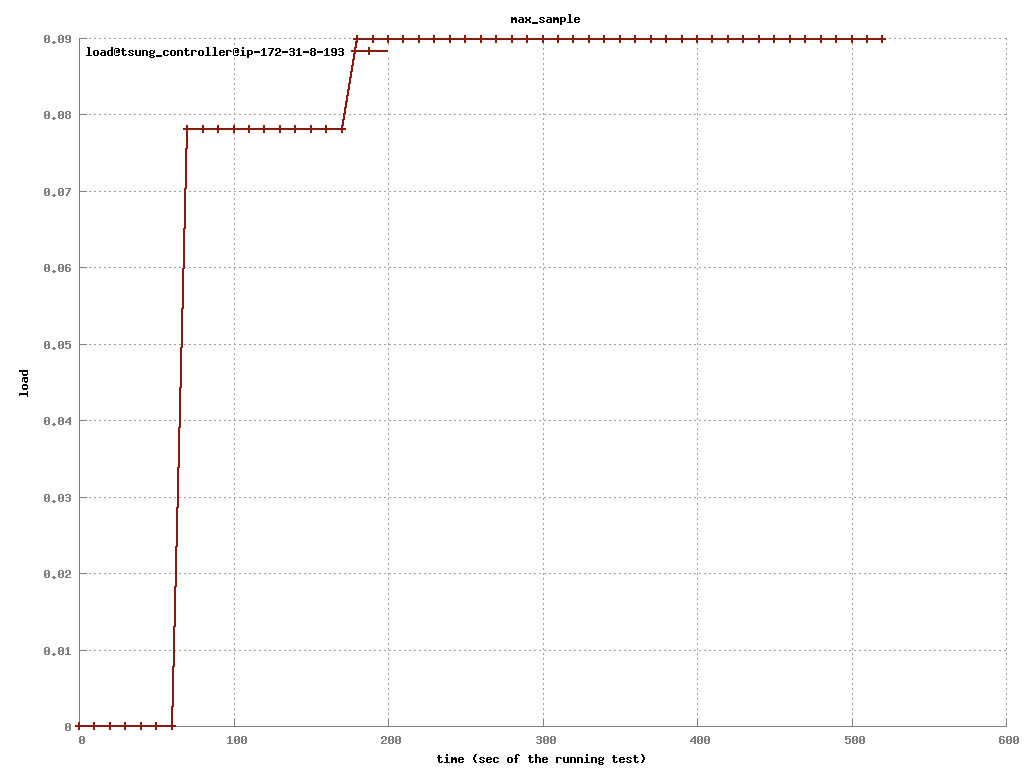 max_sample
0.09
load@tsung_controller@ip-172-31-8-193
0.08
0.07
0.06
0.05
load
0.04
0.03
0.02
0.01
0
0 100 200 300 400 500 600
time (sec of the running test)